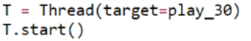 T = Thread(target=play_30)
T.start()